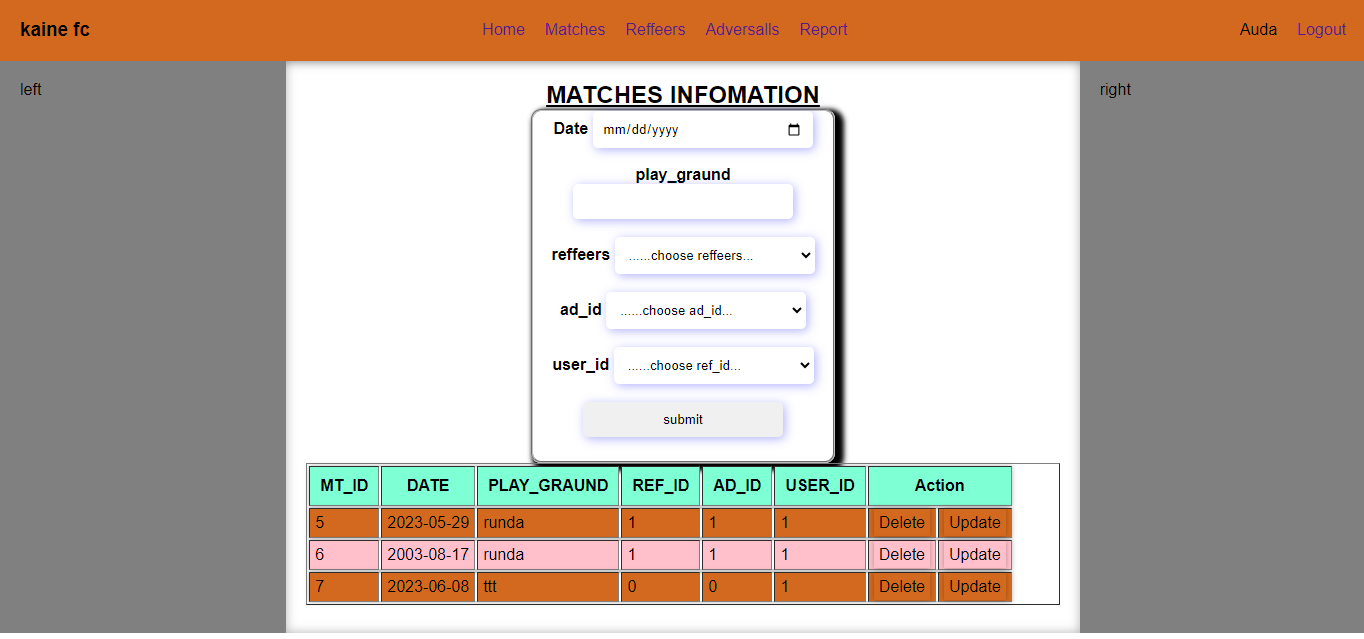 kaine fc Home Matches Reffeers Adversalls Report Auda Logout
left
right
MATCHES INFOMATION
Date mm/dd/yyyy
play_graund
reffeers ......choose reffeers...
ad_id ......choose ad_id...
user_id ......choose ref_id...
submit
MT_ID DATE PLAY_GRAUND REF_ID AD_ID USER_ID Action
5 2023-05-29 runda 1 1 1 Delete Update
6 2003-08-17 runda 1 1 1 Delete Update
7 2023-06-08 ttt 0 0 1 Delete Update